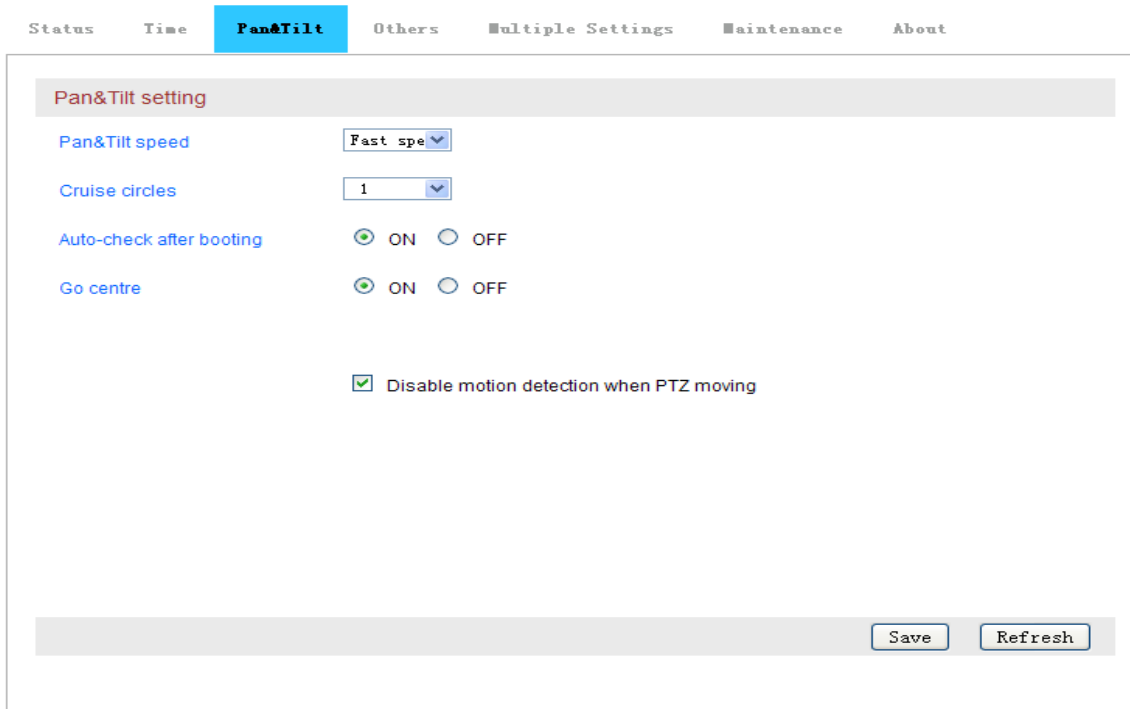 Status Time Pan&Tilt Others Multiple Settings Maintenance About
Pan&Tilt setting
Pan&Tilt speed Fast spe
Cruise circles 1
Auto-check after booting ON OFF
Go centre ON OFF
Disable motion detection when PTZ moving
Save Refresh